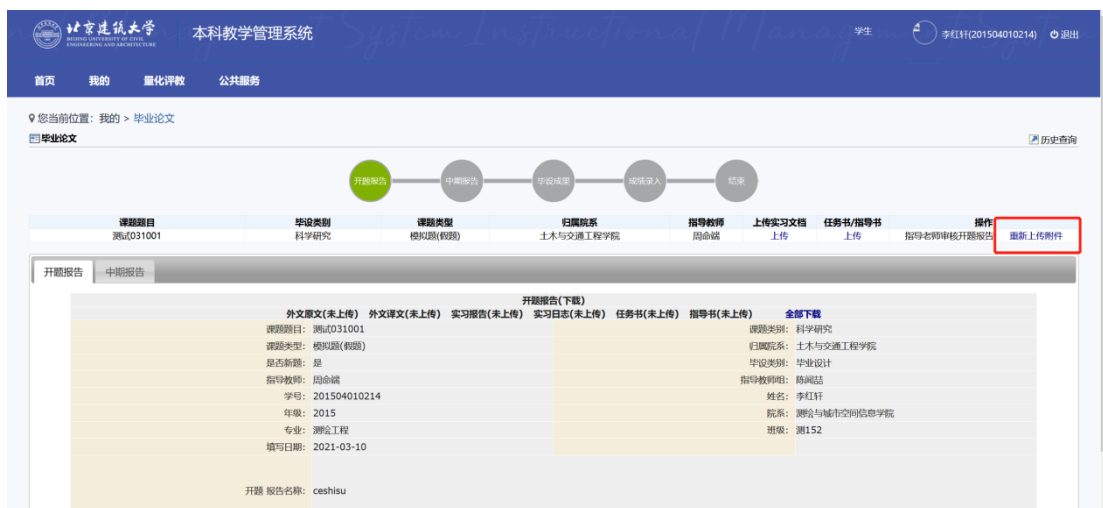 北京建筑大学 本科教学管理系统 学生 李红轩(201504010214) 退出
BEIJING UNIVERSITY OF CIVIL
ENGINEERING AND ARCHITECTURE
首页 我的 量化评教 公共服务
您当前位置: 我的 > 毕业论文
毕业论文 历史查询
开题报告 中期报告 毕设成果 成绩录入 结束
课题题目 毕设类别 课题类型 归属院系 指导教师 上传实习文档 任务书/指导书 操作
测试031001 科学研究 模拟题(假题) 土木与交通工程学院 周命端 上传 上传 指导老师审核开题报告 重新上传附件
开题报告 中期报告
开题报告(下载)
外文原文(未上传) 外文译文(未上传) 实习报告(未上传) 实习日志(未上传) 任务书(未上传) 指导书(未上传) 全部下载
课题题目: 测试031001 课题类别: 科学研究
课题类型: 模拟题(假题) 归属院系: 土木与交通工程学院
是否新题: 是 毕设类别: 毕业设计
指导教师: 周命端 指导教师组: 陈闻喆
学号: 201504010214 姓名: 李红轩
年级: 2015 院系: 测绘与城市空间信息学院
专业: 测绘工程 班级: 测152
填写日期: 2021-03-10
开题 报告名称: ceshisu